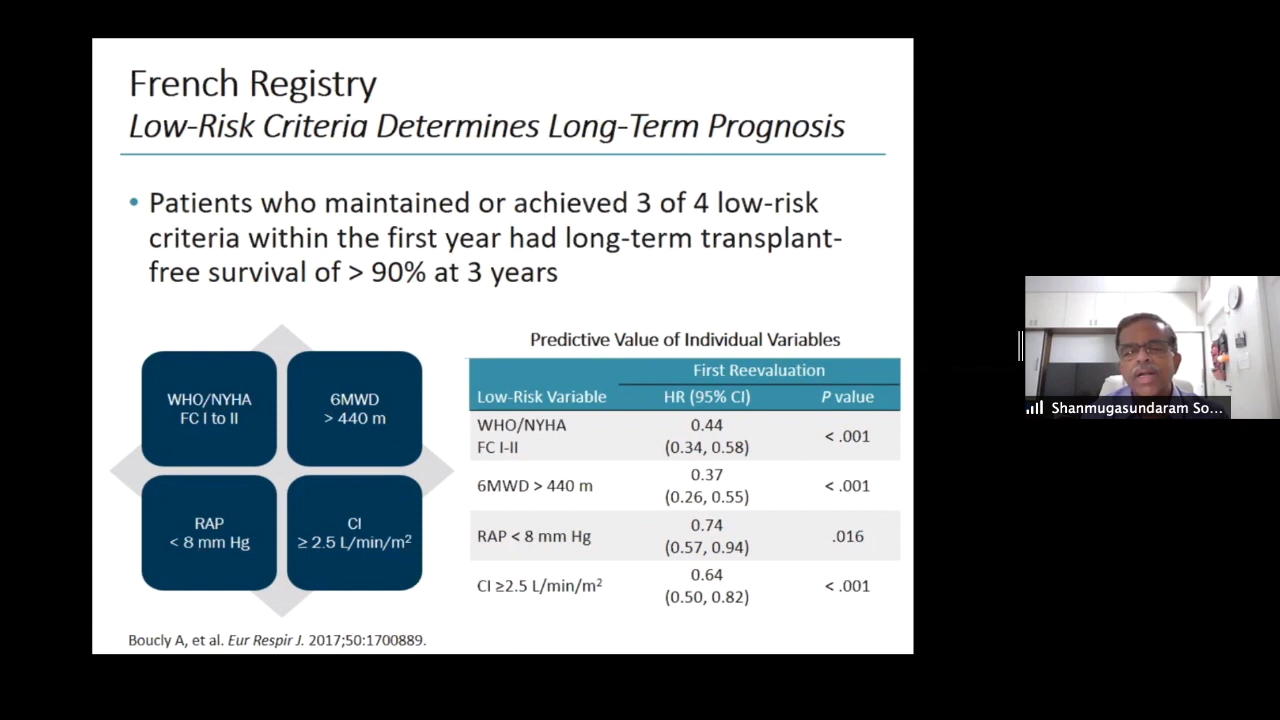 French Registry
Low-Risk Criteria Determines Long-Term Prognosis
• Patients who maintained or achieved 3 of 4 low-risk
criteria within the first year had long-term transplant-
free survival of > 90% at 3 years
WHO/NYHA
FC I to II
6MWD
> 440 m
RAP
< 8 mm Hg
CI
≥ 2.5 L/min/m²
Predictive Value of Individual Variables
First Reevaluation
Low-Risk Variable HR (95% CI) P value
WHO/NYHA
FC I-II
0.44
(0.34, 0.58)
< .001
6MWD > 440 m
0.37
(0.26, 0.55)
< .001
RAP < 8 mm Hg
0.74
(0.57, 0.94)
.016
CI ≥2.5 L/min/m²
0.64
(0.50, 0.82)
< .001
Boucly A, et al. Eur Respir J. 2017;50:1700889.
Shanmugasundaram So...